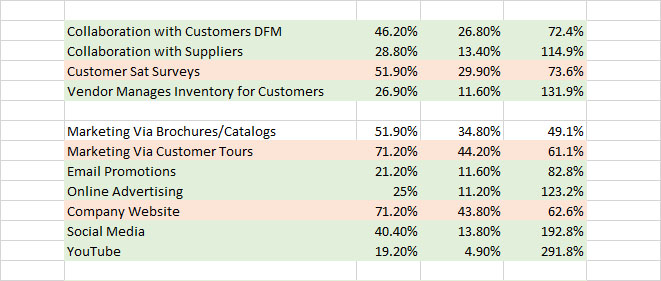 Collaboration with Customers DFM 46.20% 26.80% 72.4%
Collaboration with Suppliers 28.80% 13.40% 114.9%
Customer Sat Surveys 51.90% 29.90% 73.6%
Vendor Manages Inventory for Customers 26.90% 11.60% 131.9%
Marketing Via Brochures/Catalogs 51.90% 34.80% 49.1%
Marketing Via Customer Tours 71.20% 44.20% 61.1%
Email Promotions 21.20% 11.60% 82.8%
Online Advertising 25% 11.20% 123.2%
Company Website 71.20% 43.80% 62.6%
Social Media 40.40% 13.80% 192.8%
YouTube 19.20% 4.90% 291.8%